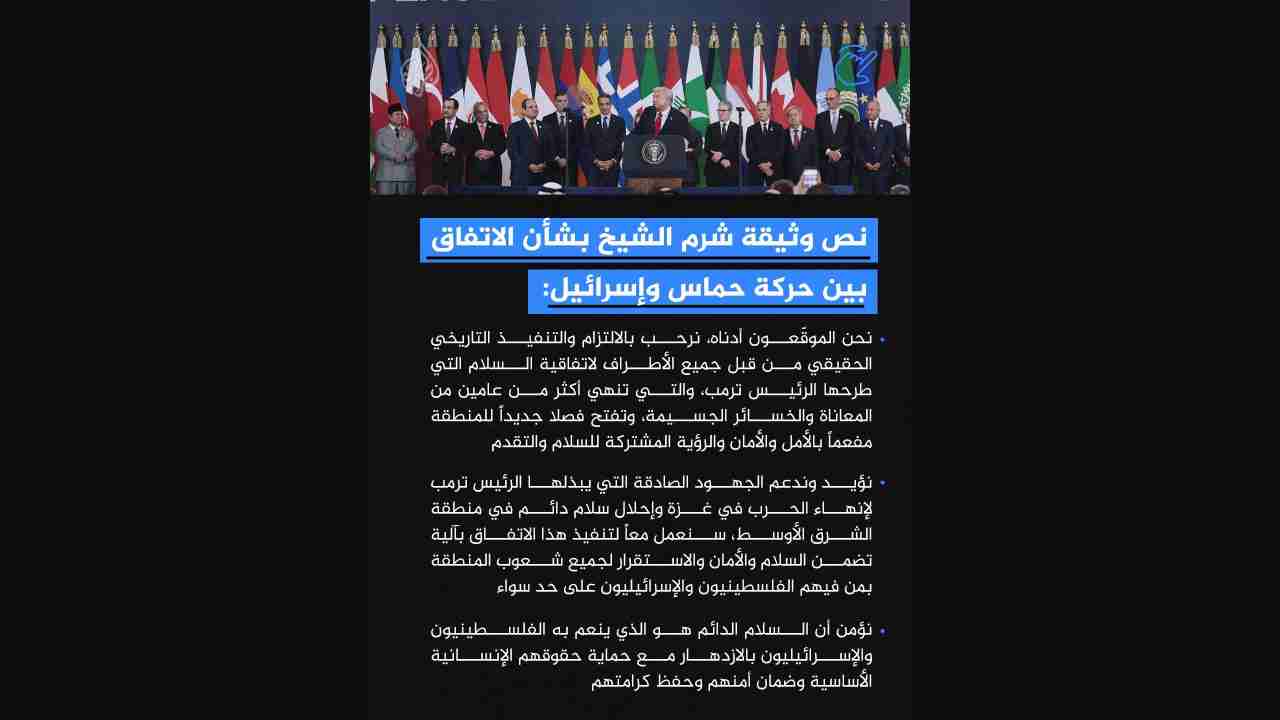 نص وثيقة شرم الشيخ بشأن الاتفاق
بين حركة حماس وإسرائيل:
نحن الموقّعون أدناه، نرحب بالالتزام والتنفيذ التاريخي
الحقيقي من قبل جميع الأطراف لاتفاقية السلام التي
طرحها الرئيس ترمب، والتي تنهي أكثر من عامين من
المعاناة والخسائر الجسيمة، وتفتح فصلا جديداً للمنطقة
مفعماً بالأمل والأمان والرؤية المشتركة للسلام والتقدم
نؤيد وندعم الجهود الصادقة التي يبذلها الرئيس ترمب
لإنهاء الحرب في غزة وإحلال سلام دائم في منطقة
الشرق الأوسط، سنعمل معاً لتنفيذ هذا الاتفاق بآلية
تضمن السلام والأمان والاستقرار لجميع شعوب المنطقة
بمن فيهم الفلسطينيون والإسرائيليون على حد سواء
نؤمن أن السلام الدائم هو الذي ينعم به الفلسطينيون
والإسرائيليون بالازدهار مع حماية حقوقهم الإنسانية
الأساسية وضمان أمنهم وحفظ كرامتهم